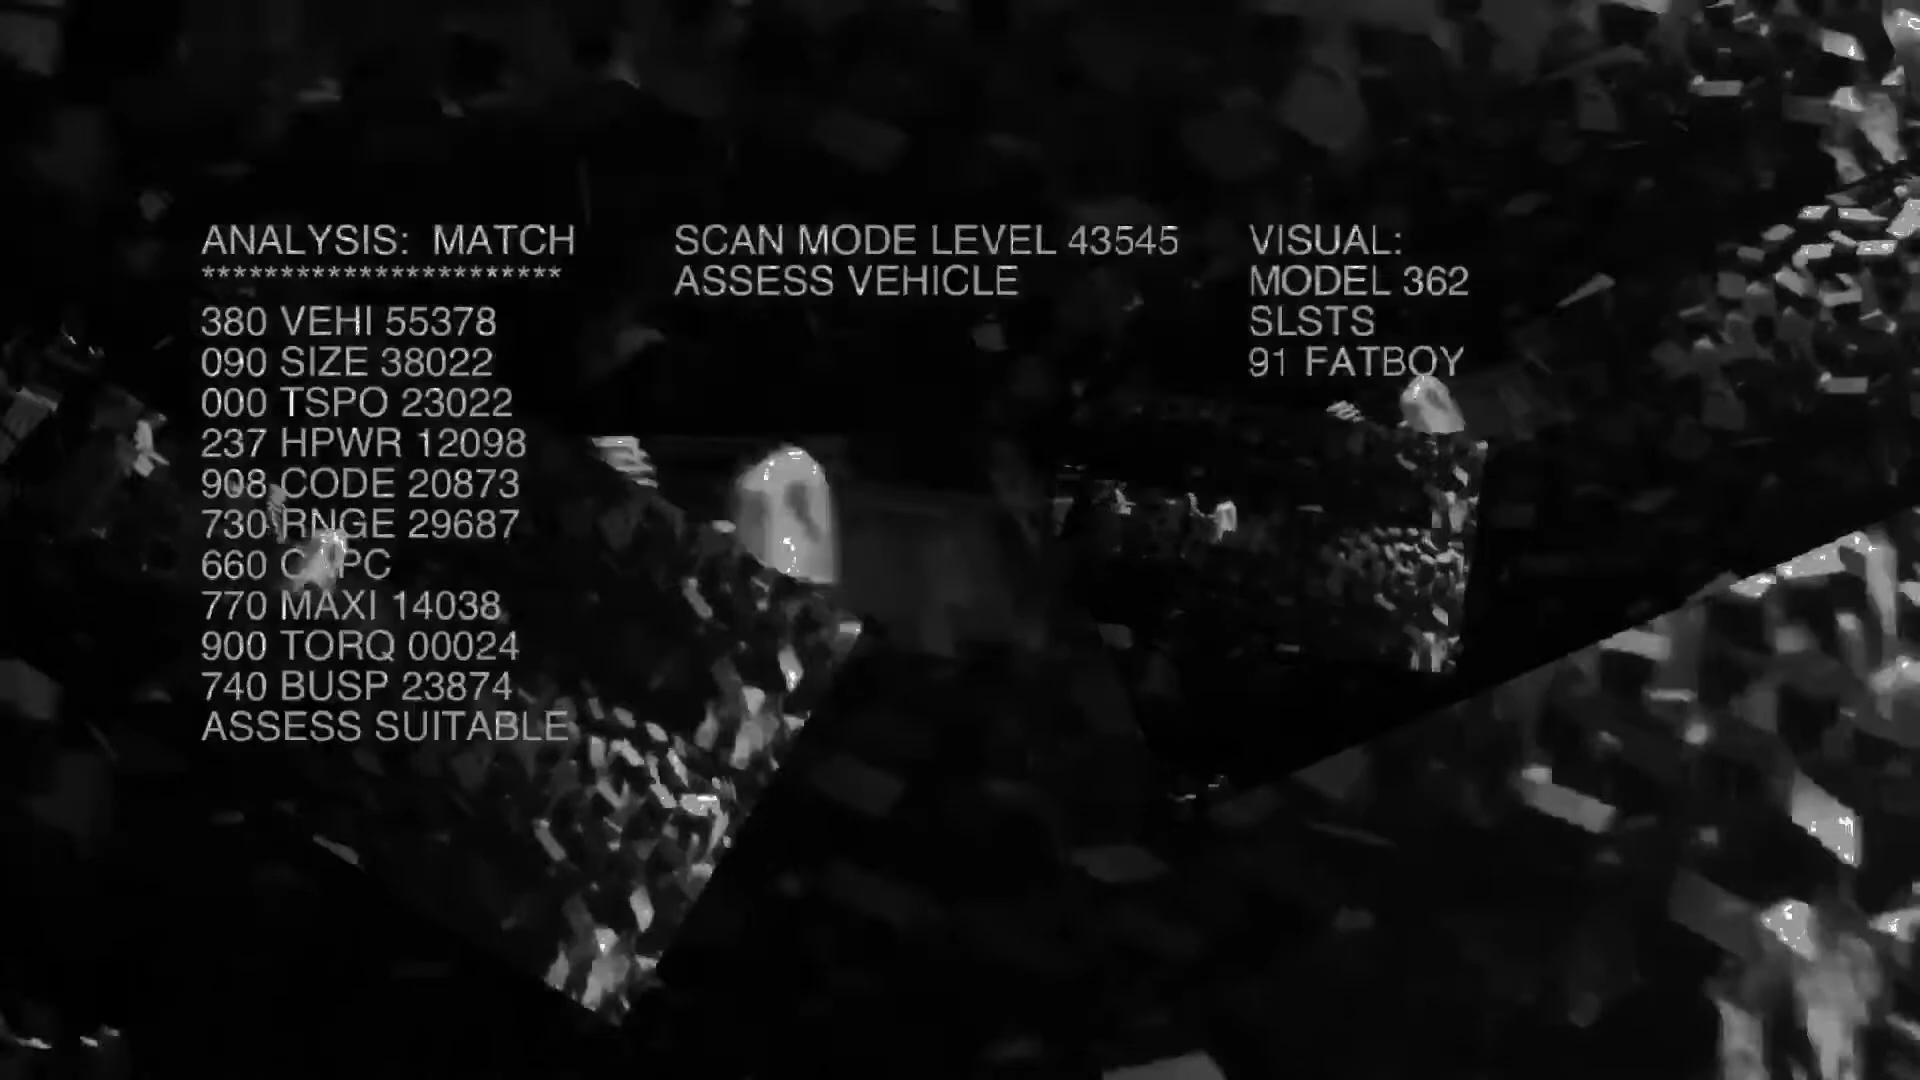 ANALYSIS: MATCH
***********************
380 VEHI 55378
090 SIZE 38022
000 TSPO 23022
237 HPWR 12098
908 CODE 20873
730 RNGE 29687
660
770 MAXI 14038
900 TORQ 00024
740 BUSP 23874
ASSESS SUITABLE
SCAN MODE LEVEL 43545
ASSESS VEHICLE
VISUAL:
MODEL 362
SLSTS
91 FATBOY